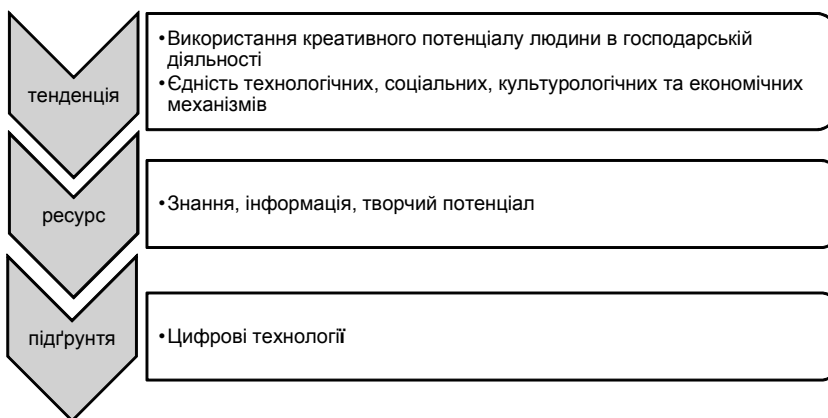 тенденція
•Використання креативного потенціалу людини в господарській
діяльності
•Єдність технологічних, соціальних, культурологічних та економічних
механізмів
ресурс
•Знання, інформація, творчий потенціал
підґрунтя
•Цифрові технології